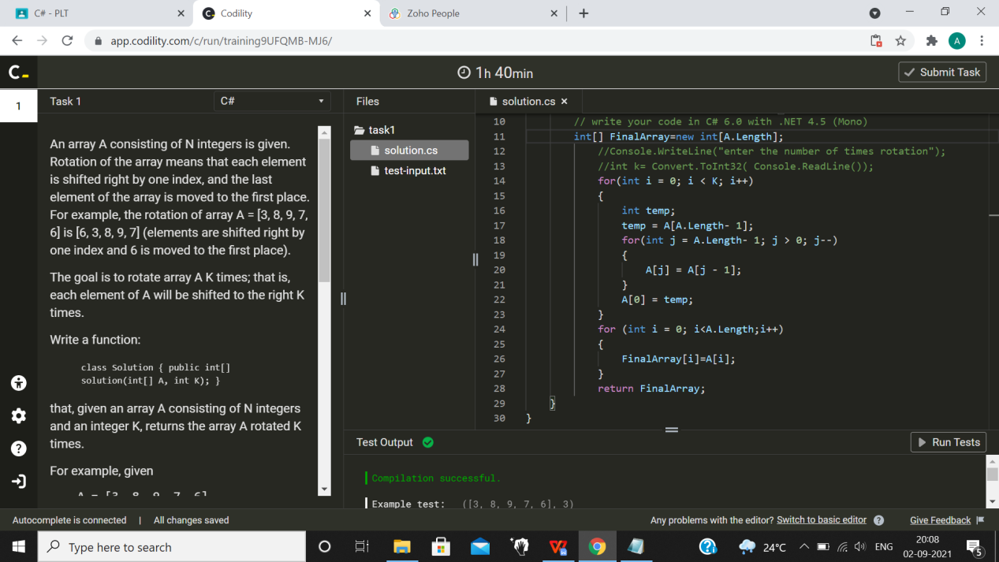 C# - PLT
Codility
Zoho People
app.codility.com/c/run/training9UFQMB-MJ6/
A
C
1h 40min
Submit Task
1
Task 1
C#
Files
solution.cs
An array A consisting of N integers is given.
Rotation of the array means that each element
is shifted right by one index, and the last
element of the array is moved to the first place.
For example, the rotation of array A = [3, 8, 9, 7,
6] is [6, 3, 8, 9, 7] (elements are shifted right by
one index and 6 is moved to the first place).
The goal is to rotate array A K times; that is,
each element of A will be shifted to the right K
times.
Write a function:
class Solution { public int[]
solution(int[] A, int K); }
that, given an array A consisting of N integers
and an integer K, returns the array A rotated K
times.
For example, given
A = [3, 8, 9, 7, 6]
task1
solution.cs
test-input.txt
10 // write your code in C# 6.0 with .NET 4.5 (Mono)
11 int[] FinalArray=new int[A.Length];
12 //Console.WriteLine("enter the number of times rotation");
13 //int k= Convert.ToInt32( Console.ReadLine());
14 for(int i = 0; i < K; i++)
15 {
16 int temp;
17 temp = A[A.Length- 1];
18 for(int j = A.Length- 1; j > 0; j--)
19 {
20 A[j] = A[j - 1];
21 }
22 A[0] = temp;
23 }
24 for (int i = 0; i<A.Length;i++)
25 {
26 FinalArray[i]=A[i];
27 }
28 return FinalArray;
29 }
30 }
Test Output
Run Tests
Compilation successful.
Example test: ([3, 8, 9, 7, 6], 3)
Autocomplete is connected | All changes saved
Any problems with the editor? Switch to basic editor ?
Give Feedback
Type here to search
24°C
ENG
20:08
02-09-2021
5